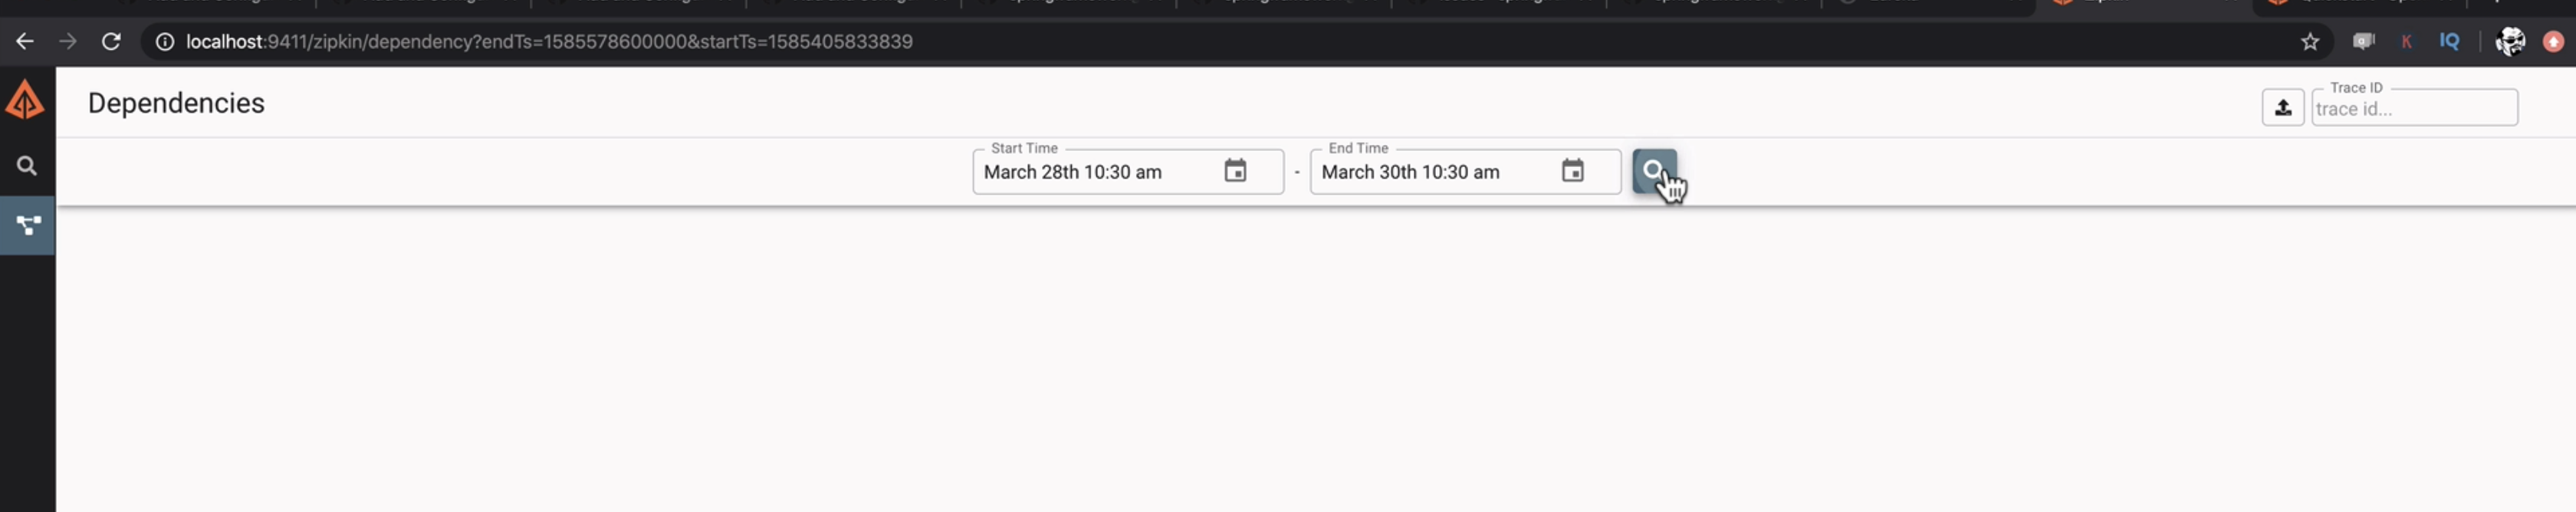 localhost:9411/zipkin/dependency?endTs=1585578600000&startTs=1585405833839
K
IQ
Dependencies
Trace ID
trace id...
Start Time
March 28th 10:30 am
-
End Time
March 30th 10:30 am